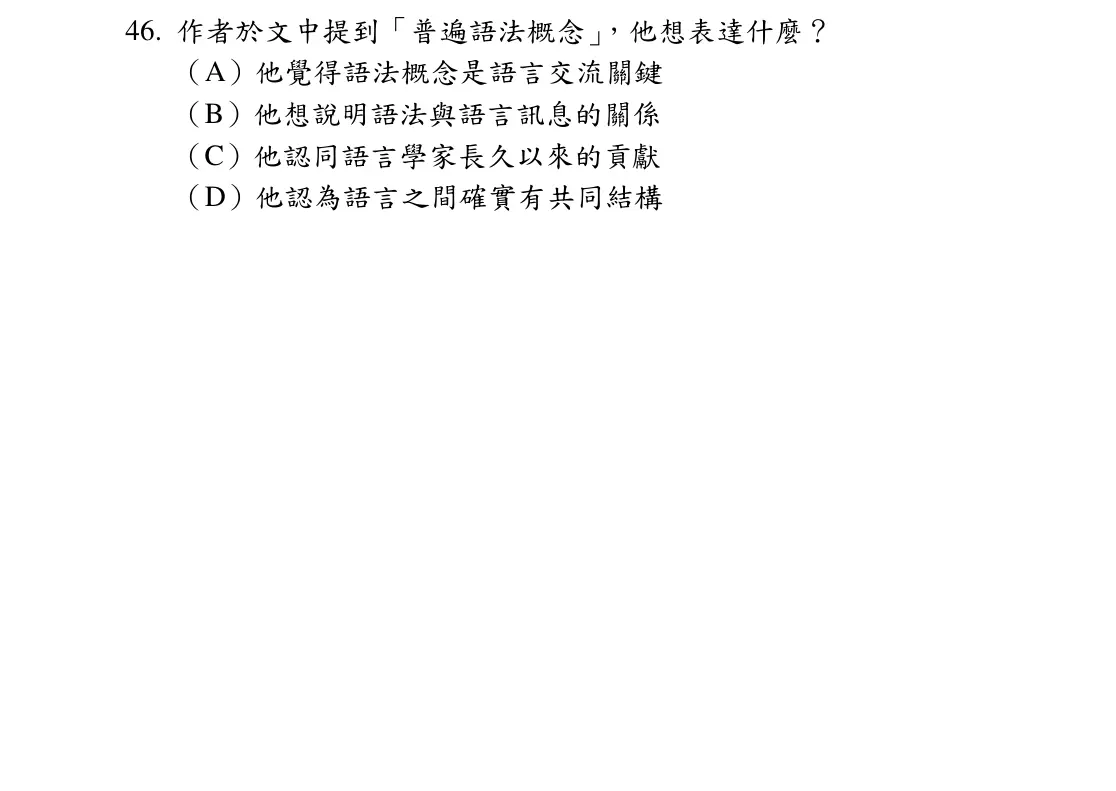 46. 作者於文中提到「普遍語法概念」，他想表達什麼？
（A）他覺得語法概念是語言交流關鍵
（B）他想說明語法與語言訊息的關係
（C）他認同語言學家長久以來的貢獻
（D）他認為語言之間確實有共同結構